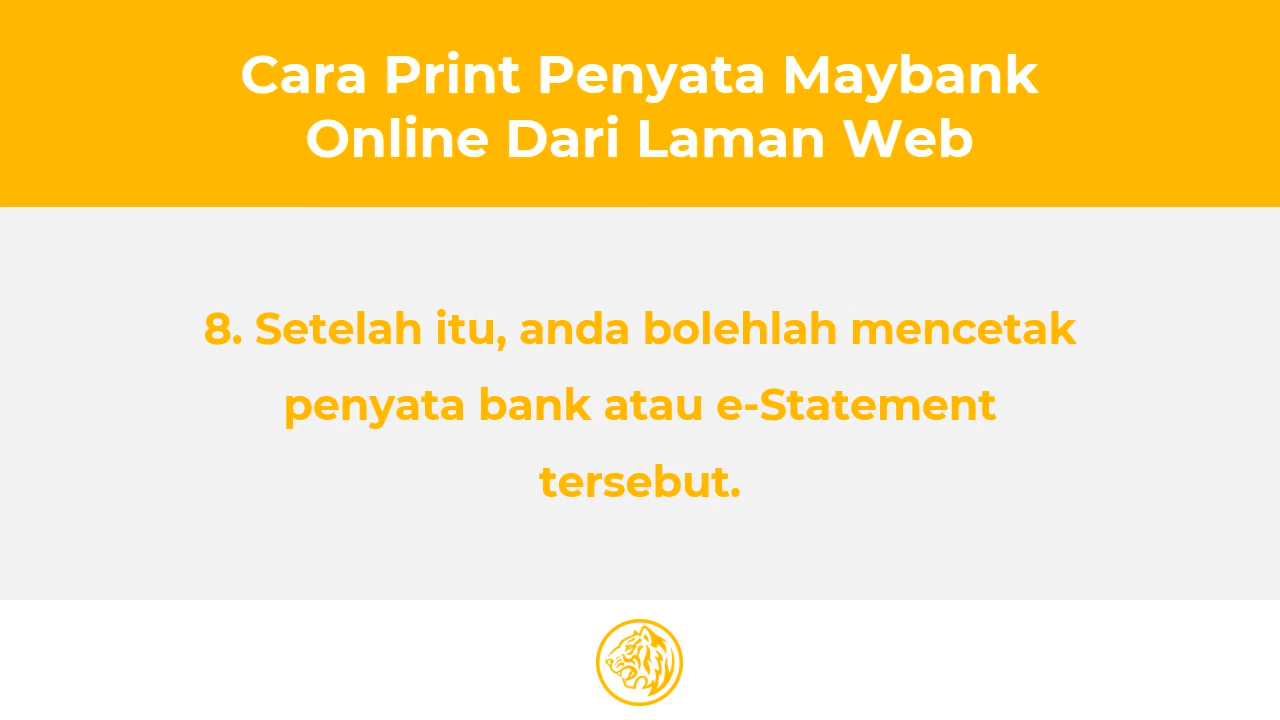 Cara Print Penyata Maybank
Online Dari Laman Web
8. Setelah itu, anda bolehlah mencetak
penyata bank atau e-Statement
tersebut.